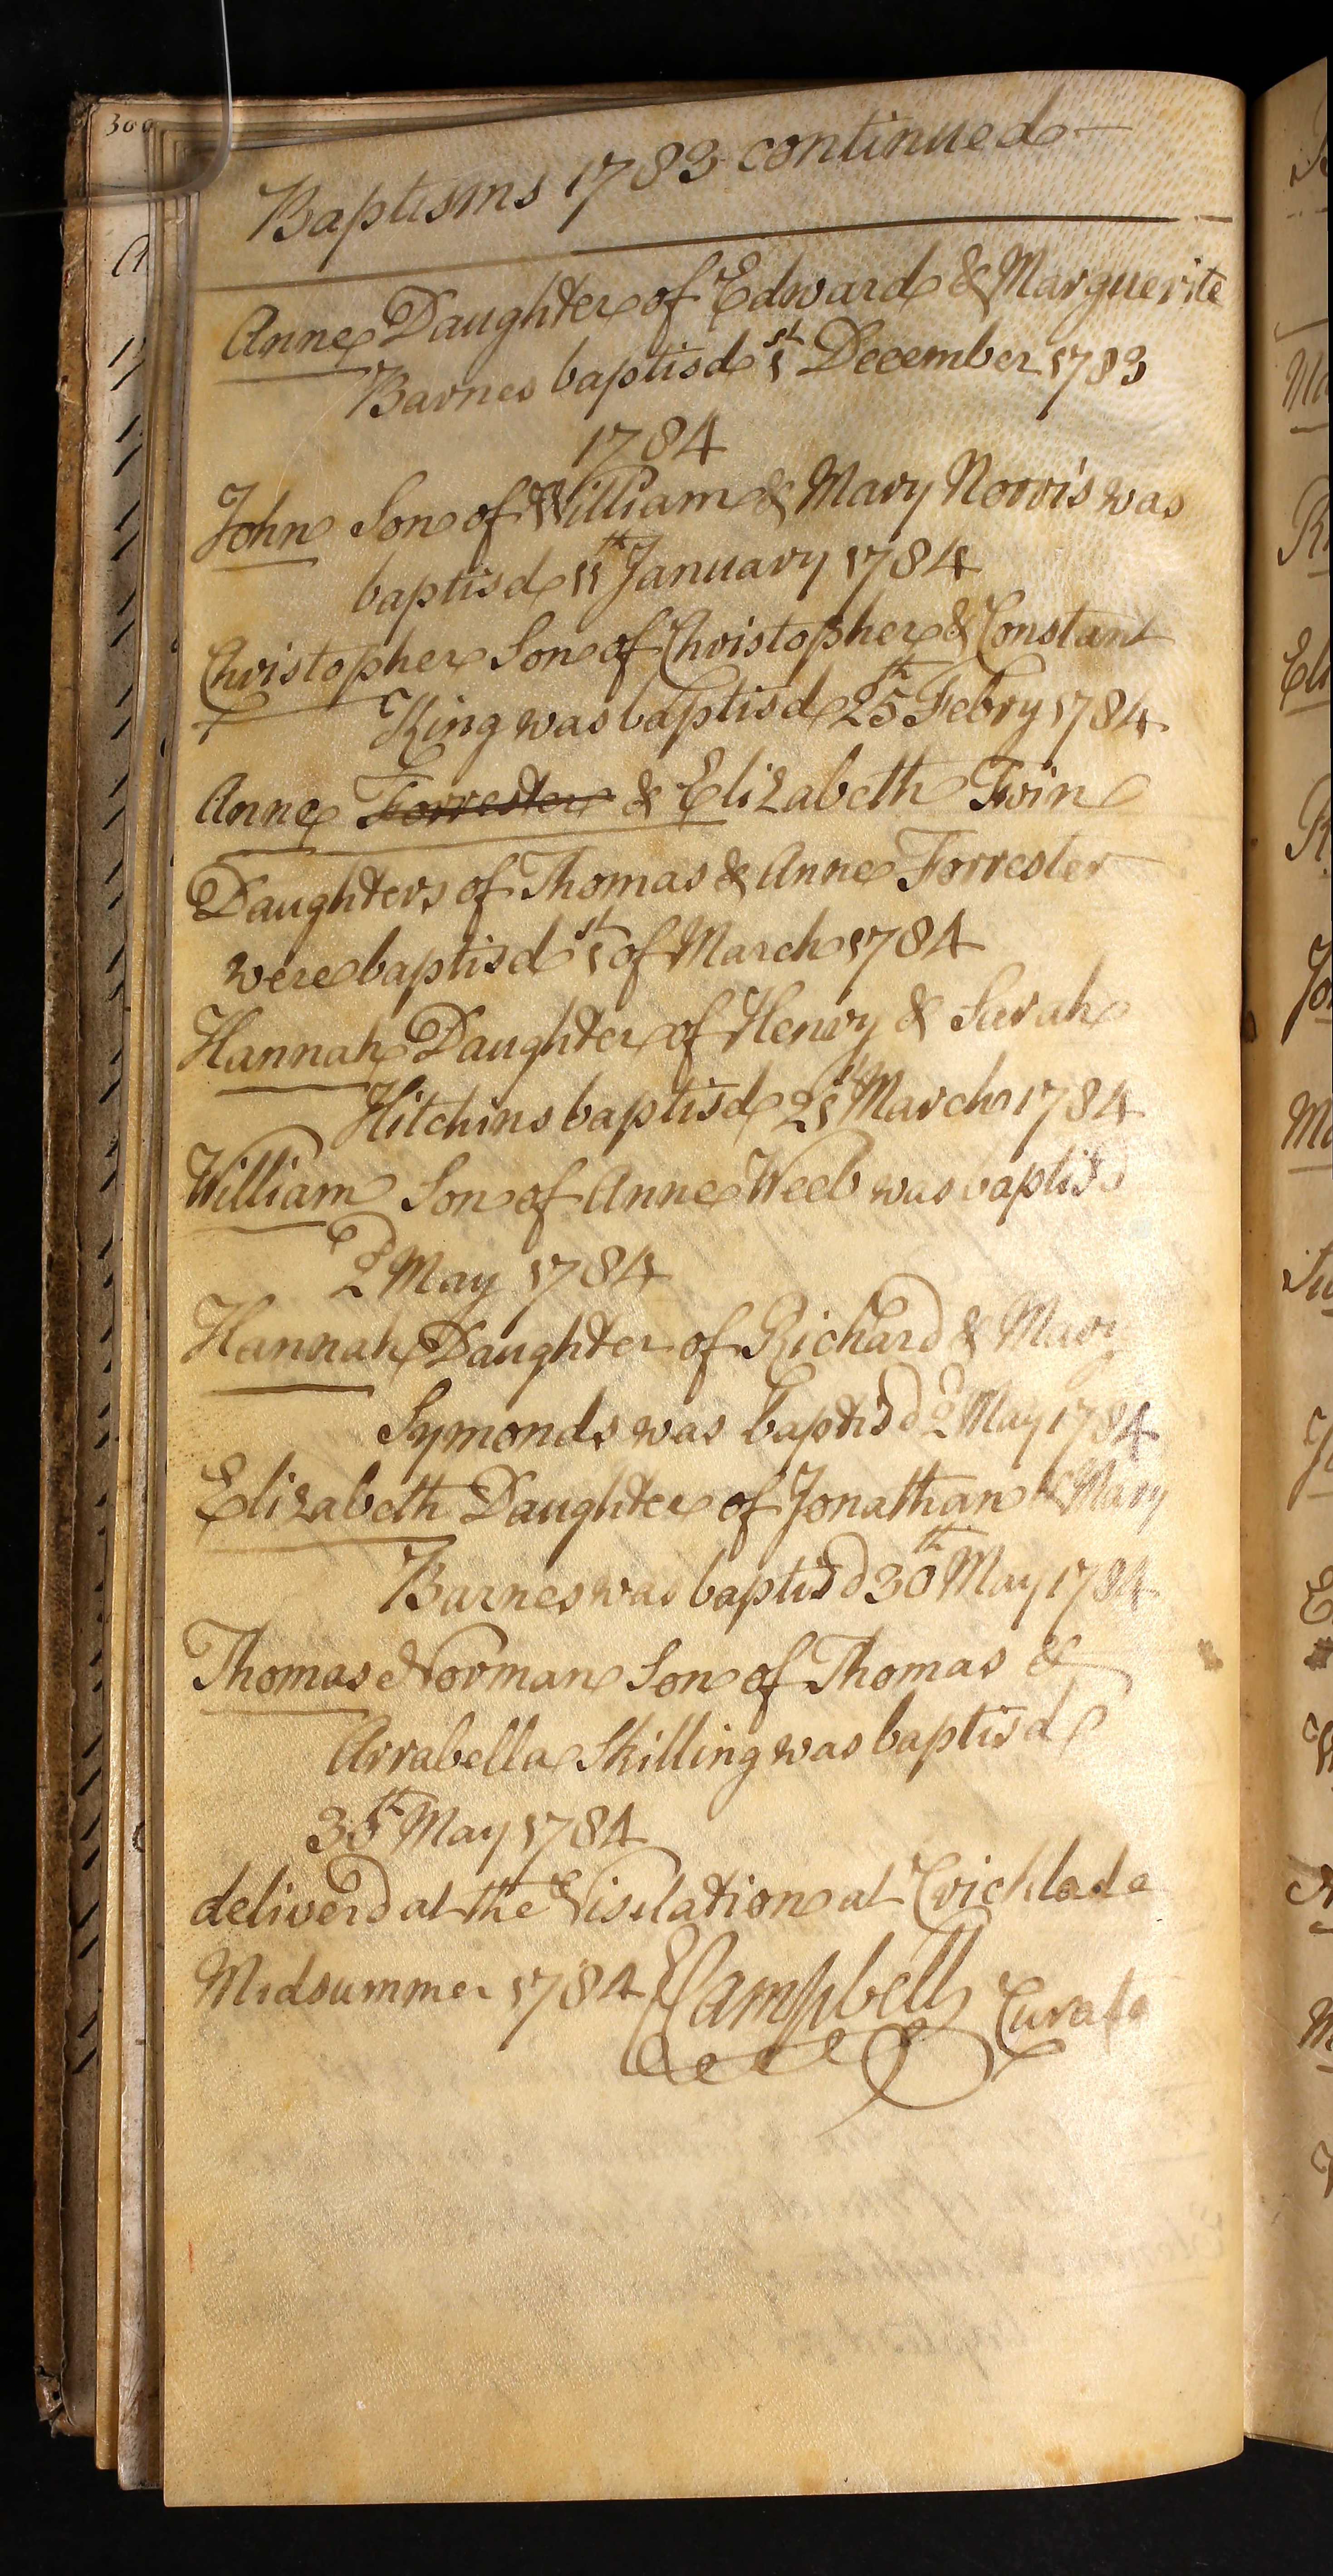 Baptisms 1783 continued
Anne Daughter of Edward & Marguerite
Barnes baptisd 1st December 1783
1784
John Son of William & Mary Norris was
baptisd 11th January 1784
Christopher Son of Christopher & Constant
King was baptisd 25th Febry 1784
Anne Forrester & Elizabeth Twin
Daughters of Thomas & Anne Forrester
were baptisd 1st of March 1784
Hannah Daughter of Henry & Sarah
Hitchins baptisd 21st March 1784
William Son of Anne Weeb was baptisd
2d May 1784
Hannah Daughter of Richard & Mary
Symonds was baptisd 2d May 1784
Elizabeth Daughter of Jonathan & Mary
Barnes was baptisd 30th May 1784
Thomas Norman Son of Thomas &
Arrabella Skilling was baptisd
30th May 1784
deliverd at the Visitation at Cricklade
Midsummer 1784 Campbell Curate